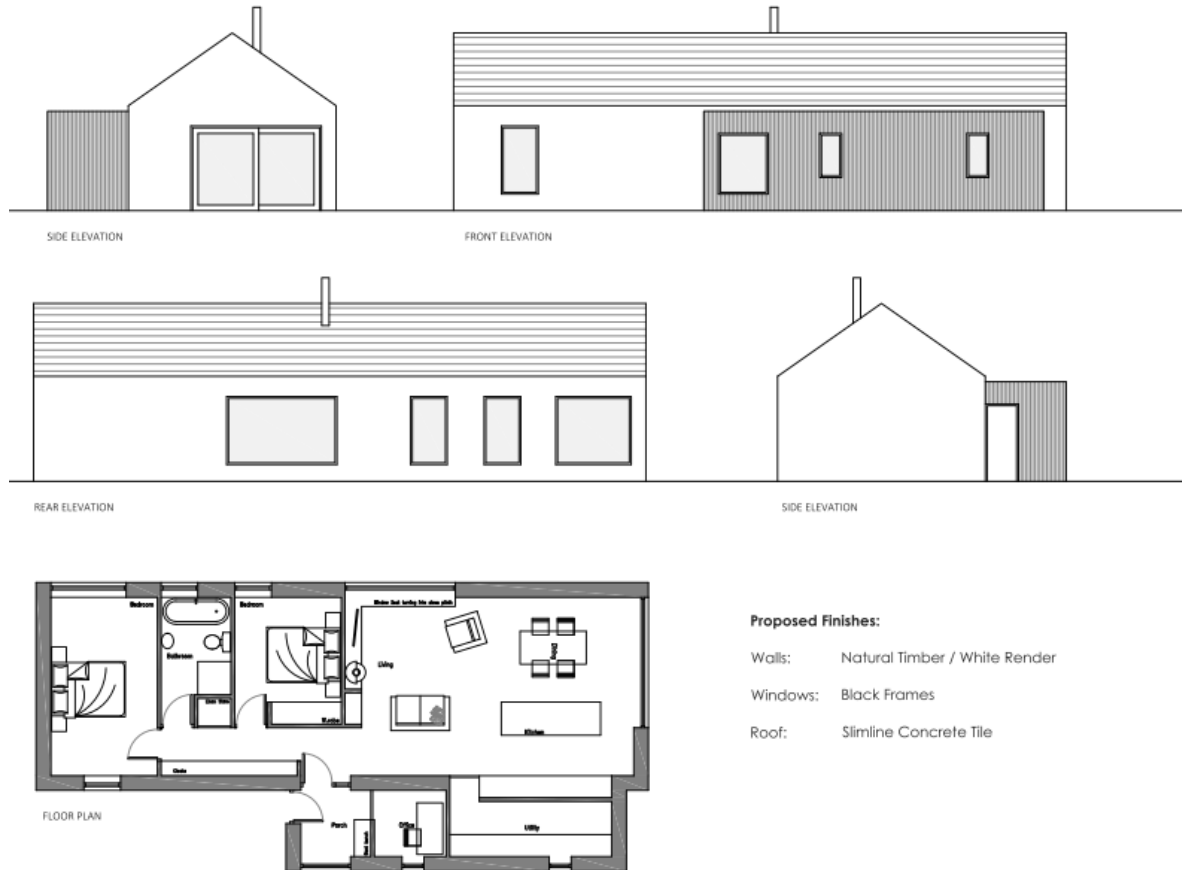 SIDE ELEVATION
FRONT ELEVATION
REAR ELEVATION
SIDE ELEVATION
Bedroom
Bedroom
Bathroom
Living
Dining
Kitchen
Porch
Office
Utility
FLOOR PLAN
Proposed Finishes:
Walls: Natural Timber / White Render
Windows: Black Frames
Roof: Slimline Concrete Tile